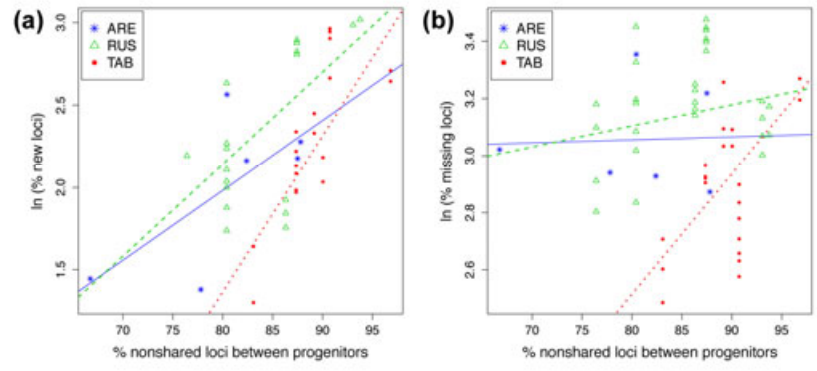 (a)
ARE
RUS
TAB
3.0
2.5
2.0
1.5
ln (% new loci)
70 75 80 85 90 95
% nonshared loci between progenitors
(b)
ARE
RUS
TAB
3.4
3.2
3.0
2.8
2.6
ln (% missing loci)
70 75 80 85 90 95
% nonshared loci between progenitors